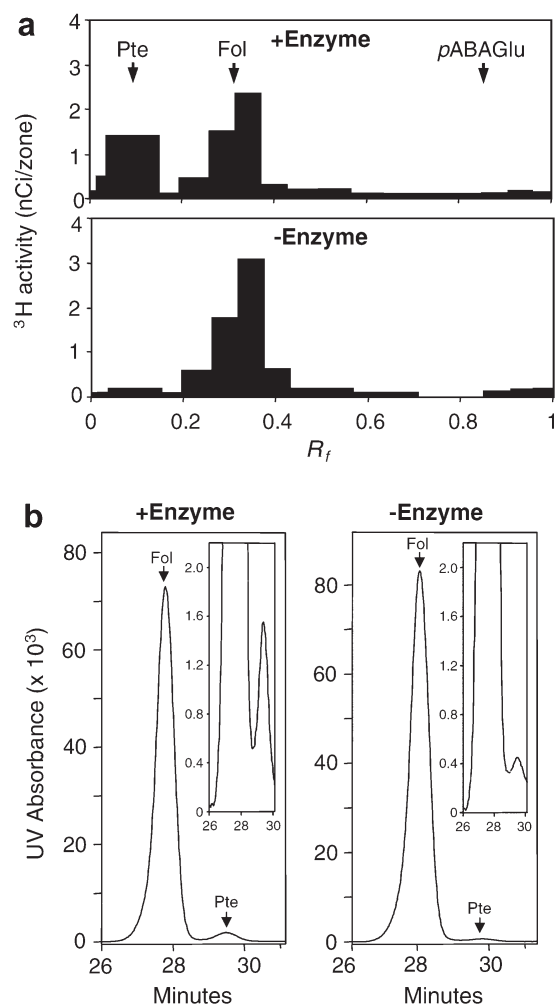 a
+Enzyme
Pte Fol pABAGlu
4
3
2
1
0
-Enzyme
4
3
2
1
0
0 0.2 0.4 0.6 0.8 1
³H activity (nCi/zone)
Rf
b
+Enzyme
Fol
80
60
40
20
0
2.0
1.6
1.2
0.8
0.4
0
26 28 30
Pte
26 28 30
Minutes
UV Absorbance (x 10³)
-Enzyme
Fol
80
60
40
20
0
2.0
1.6
1.2
0.8
0.4
0
26 28 30
Pte
26 28 30
Minutes